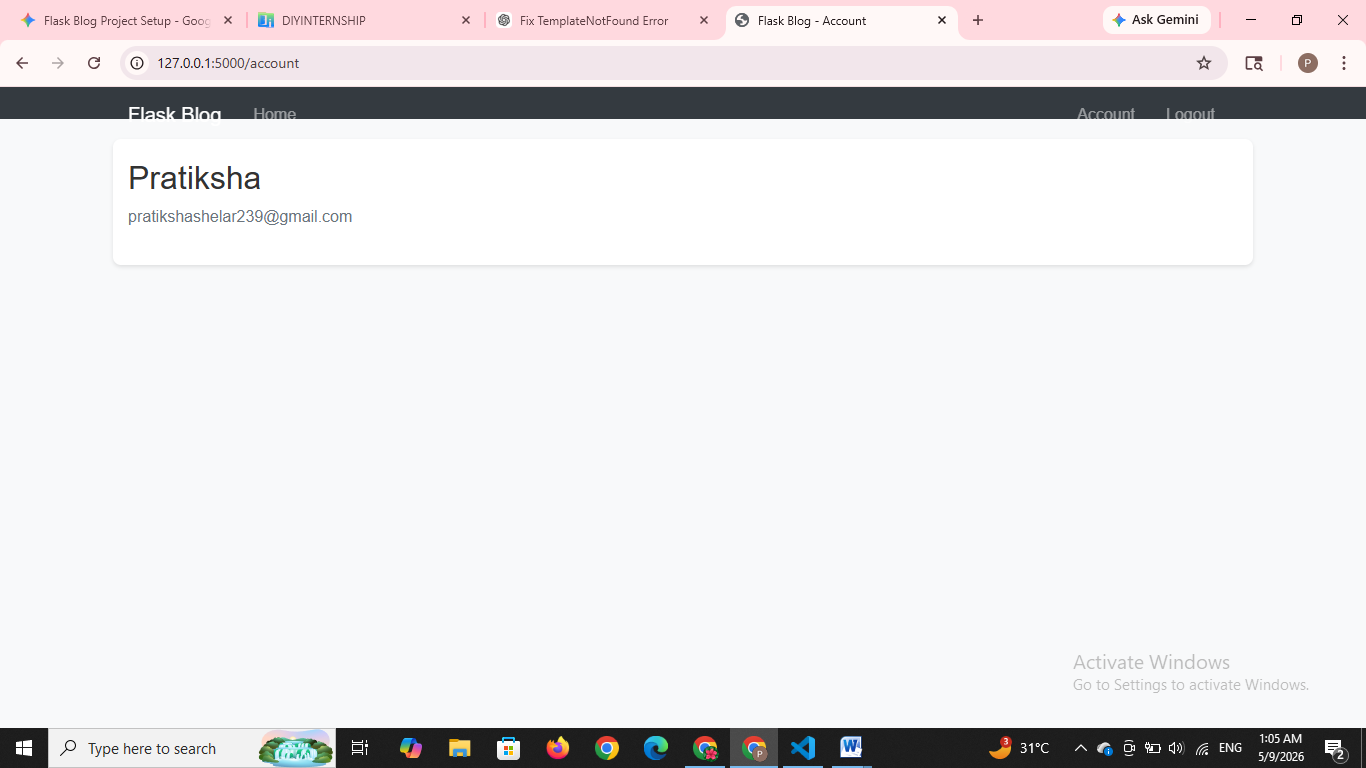 Flask Blog Project Setup - Goog
DIYINTERNSHIP
Fix TemplateNotFound Error
Flask Blog - Account
Ask Gemini
127.0.0.1:5000/account
P
Flask Blog
Home
Account
Logout
Pratiksha
pratikshashelar239@gmail.com
Activate Windows
Go to Settings to activate Windows.
Type here to search
P
W
3
31°C
ENG
1:05 AM
5/9/2026
2